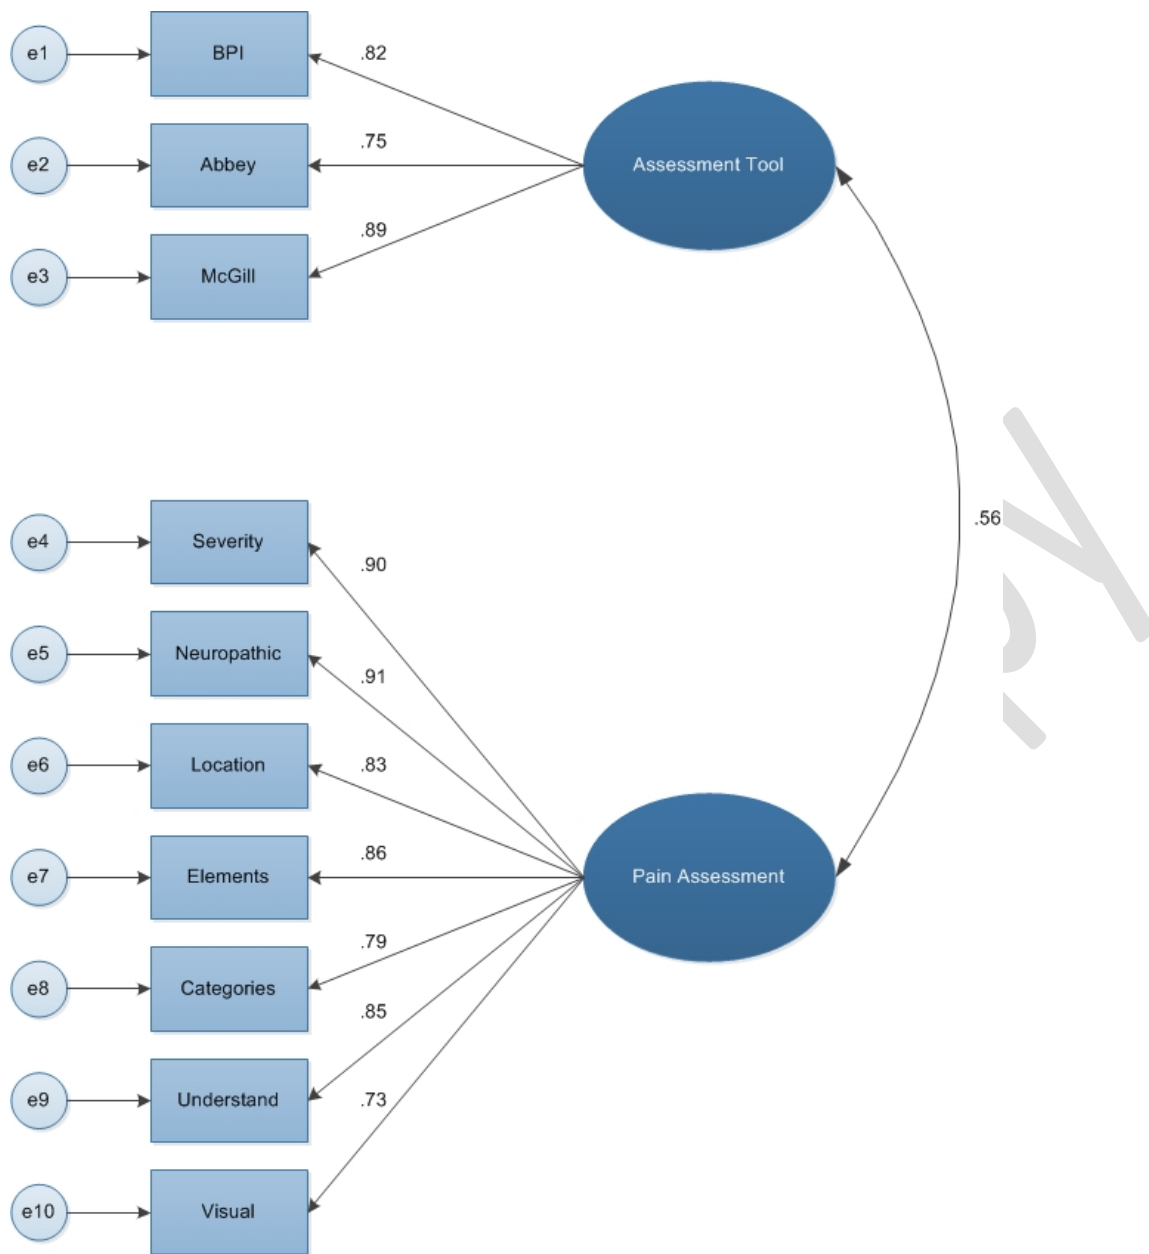 e1
BPI
.82
e2
Abbey
.75
Assessment Tool
e3
McGill
.89
.56
e4
Severity
.90
e5
Neuropathic
.91
e6
Location
.83
e7
Elements
.86
Pain Assessment
e8
Categories
.79
e9
Understand
.85
e10
Visual
.73